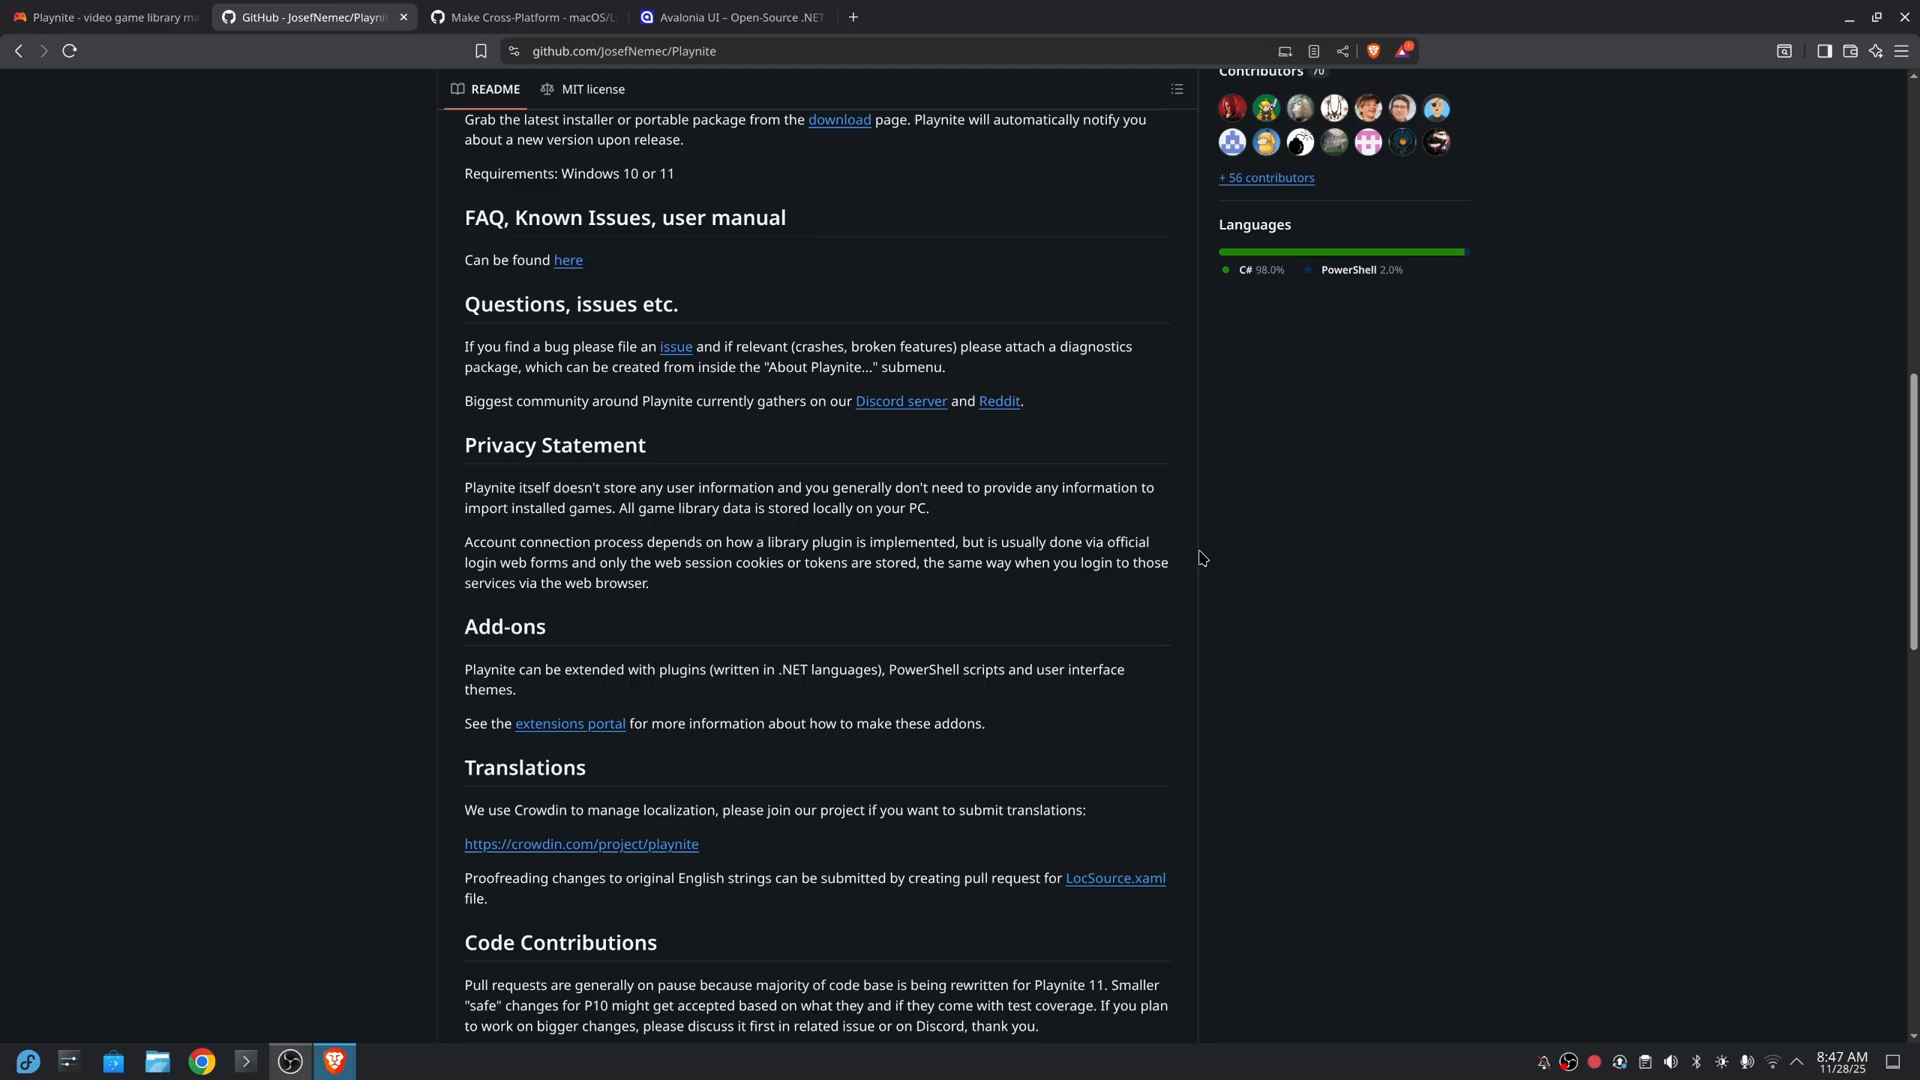 Playnite - video game library ma
GitHub - JosefNemec/Playni
Make Cross-Platform - macOS/L
Avalonia UI – Open-Source .NET
github.com/JosefNemec/Playnite
README
MIT license
Grab the latest installer or portable package from the download page. Playnite will automatically notify you
about a new version upon release.
Requirements: Windows 10 or 11
FAQ, Known Issues, user manual
Can be found here
Questions, issues etc.
If you find a bug please file an issue and if relevant (crashes, broken features) please attach a diagnostics
package, which can be created from inside the "About Playnite..." submenu.
Biggest community around Playnite currently gathers on our Discord server and Reddit.
Privacy Statement
Playnite itself doesn't store any user information and you generally don't need to provide any information to
import installed games. All game library data is stored locally on your PC.
Account connection process depends on how a library plugin is implemented, but is usually done via official
login web forms and only the web session cookies or tokens are stored, the same way when you login to those
services via the web browser.
Add-ons
Playnite can be extended with plugins (written in .NET languages), PowerShell scripts and user interface
themes.
See the extensions portal for more information about how to make these addons.
Translations
We use Crowdin to manage localization, please join our project if you want to submit translations:
https://crowdin.com/project/playnite
Proofreading changes to original English strings can be submitted by creating pull request for LocSource.xaml
file.
Code Contributions
Pull requests are generally on pause because majority of code base is being rewritten for Playnite 11. Smaller
"safe" changes for P10 might get accepted based on what they and if they come with test coverage. If you plan
to work on bigger changes, please discuss it first in related issue or on Discord, thank you.
Contributors 70
+ 56 contributors
Languages
C# 98.0%
PowerShell 2.0%
8:47 AM
11/28/25